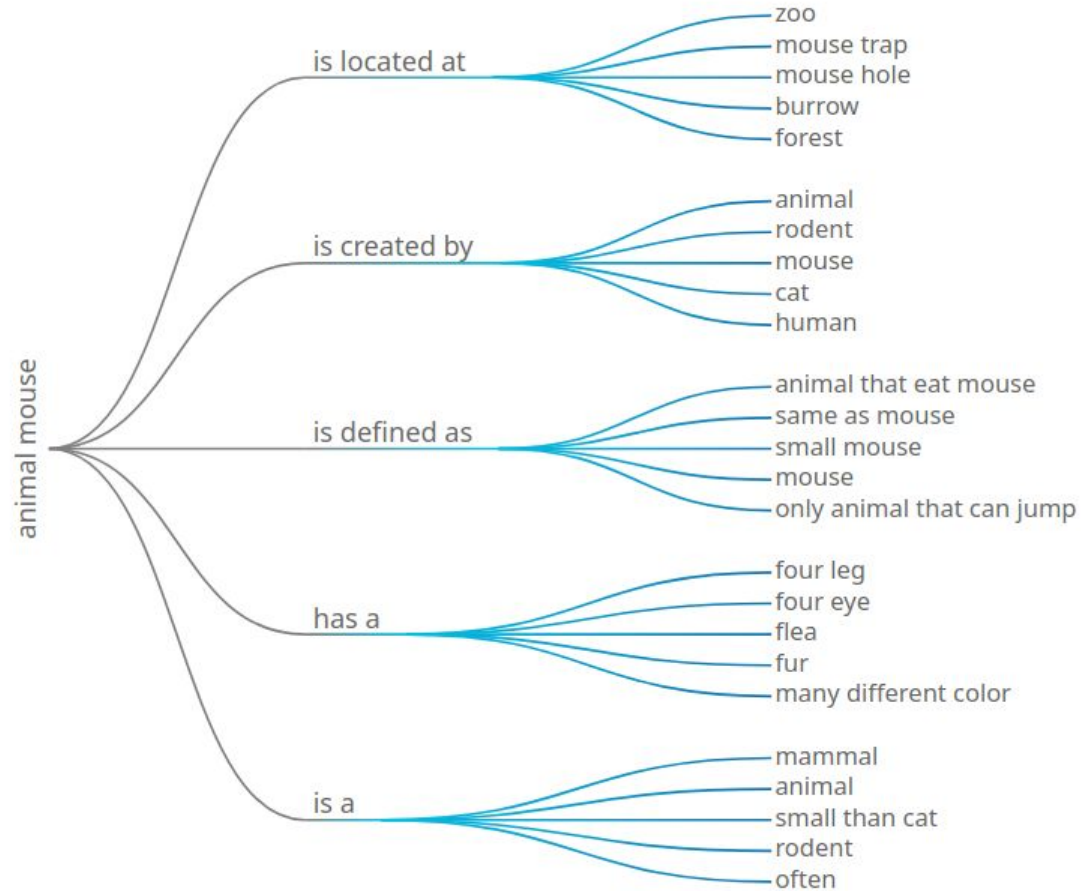 animal mouse
is located at
zoo
mouse trap
mouse hole
burrow
forest
is created by
animal
rodent
mouse
cat
human
is defined as
animal that eat mouse
same as mouse
small mouse
mouse
only animal that can jump
has a
four leg
four eye
flea
fur
many different color
is a
mammal
animal
small than cat
rodent
often